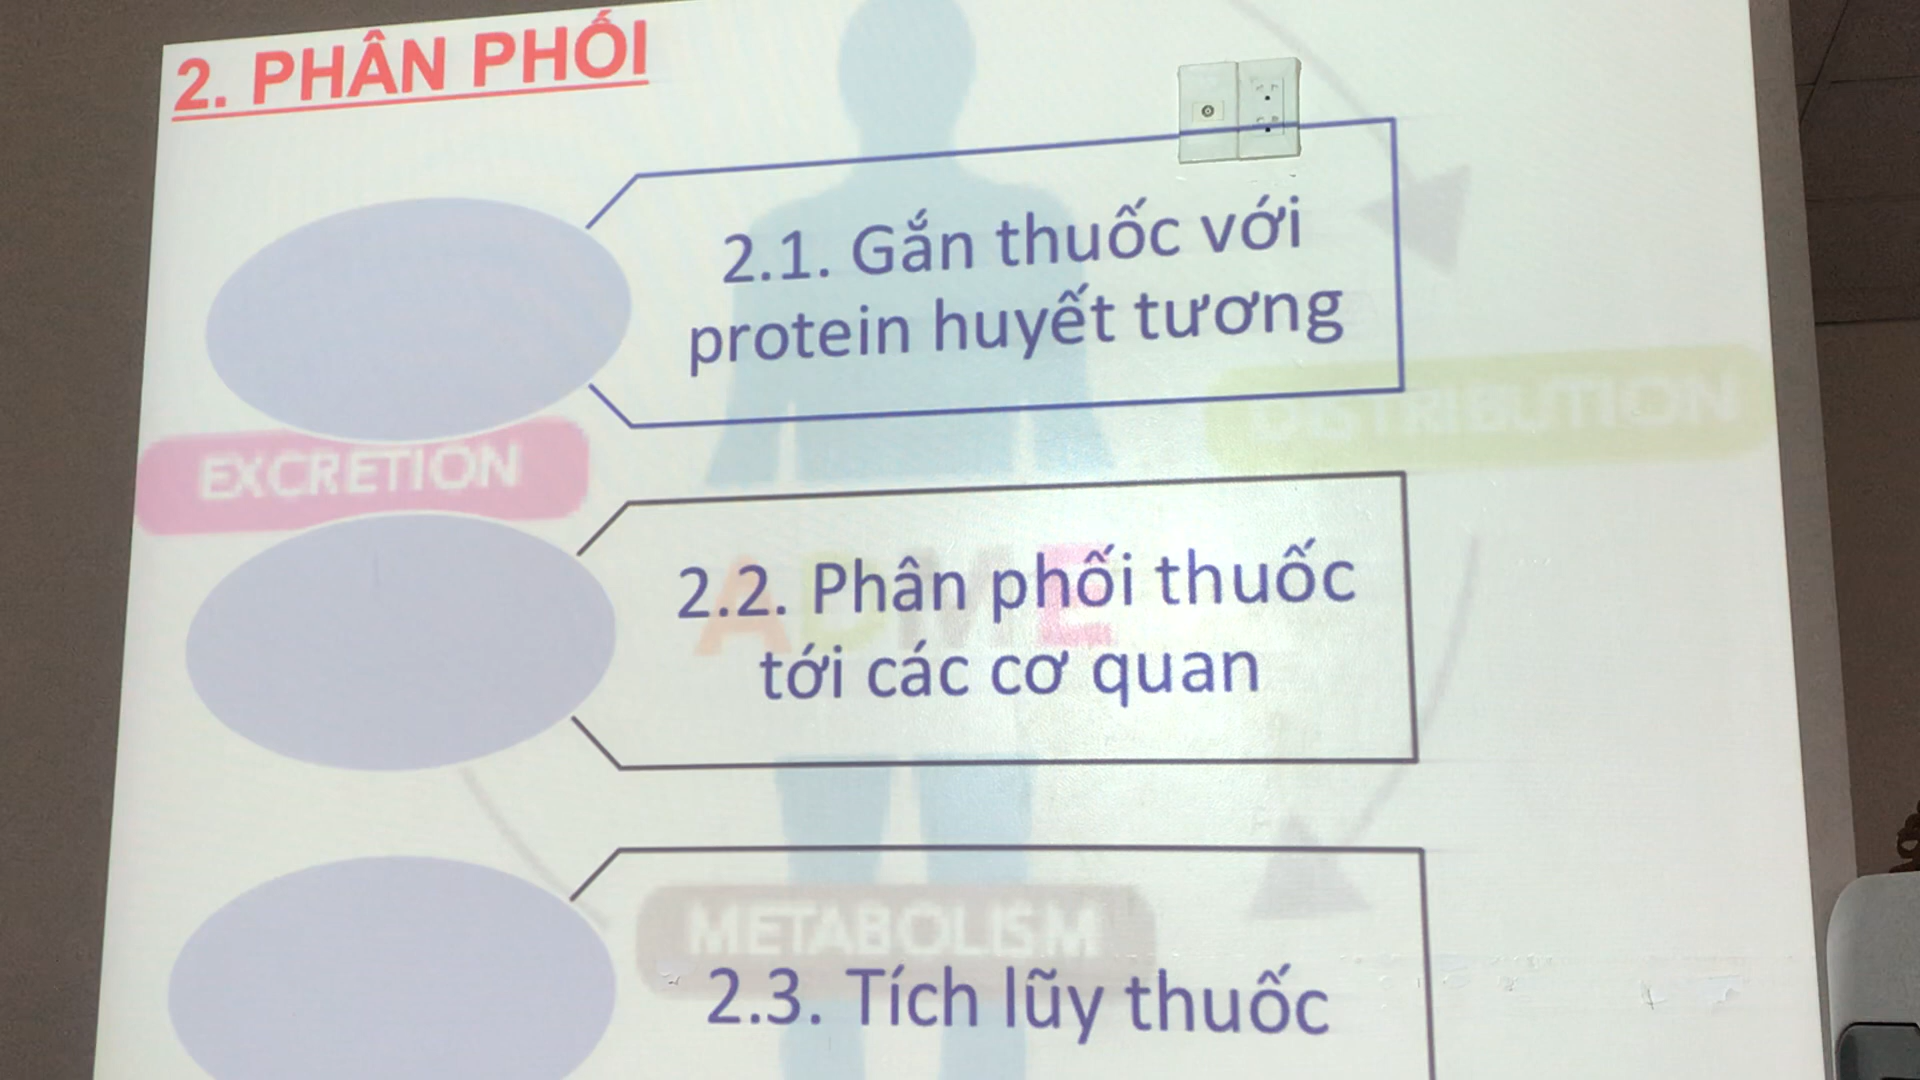 2. PHÂN PHỐI
2.1. Gắn thuốc với
protein huyết tương
DISTRIBUTION
EXCRETION
2.2. Phân phối thuốc
tới các cơ quan
ADME
METABOLISM
2.3. Tích lũy thuốc